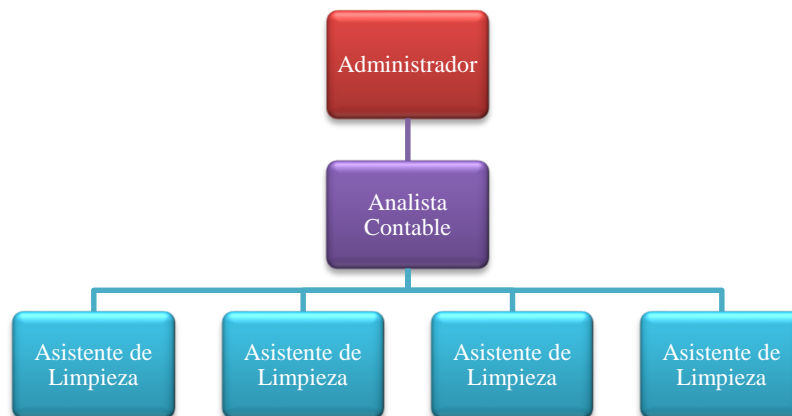 Administrador
Analista
Contable
Asistente de
Limpieza
Asistente de
Limpieza
Asistente de
Limpieza
Asistente de
Limpieza